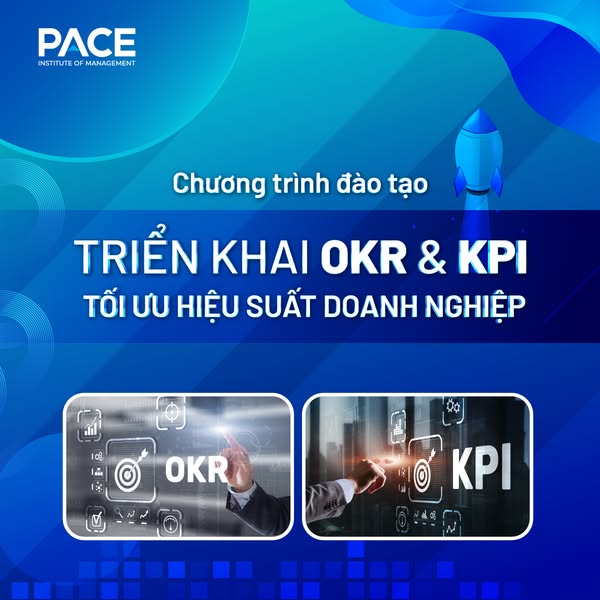 PACE
INSTITUTE OF MANAGEMENT
Chương trình đào tạo
TRIỂN KHAI OKR & KPI
TỐI ƯU HIỆU SUẤT DOANH NGHIỆP
OKR
KPI